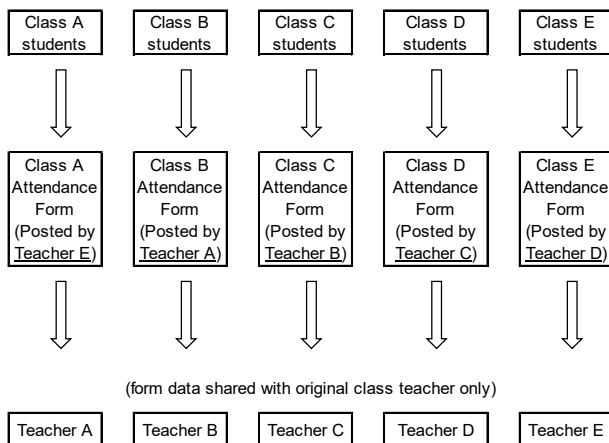 Class A
students
Class B
students
Class C
students
Class D
students
Class E
students
Class A
Attendance
Form
(Posted by
Teacher E)
Class B
Attendance
Form
(Posted by
Teacher A)
Class C
Attendance
Form
(Posted by
Teacher B)
Class D
Attendance
Form
(Posted by
Teacher C)
Class E
Attendance
Form
(Posted by
Teacher D)
(form data shared with original class teacher only)
Teacher A
Teacher B
Teacher C
Teacher D
Teacher E